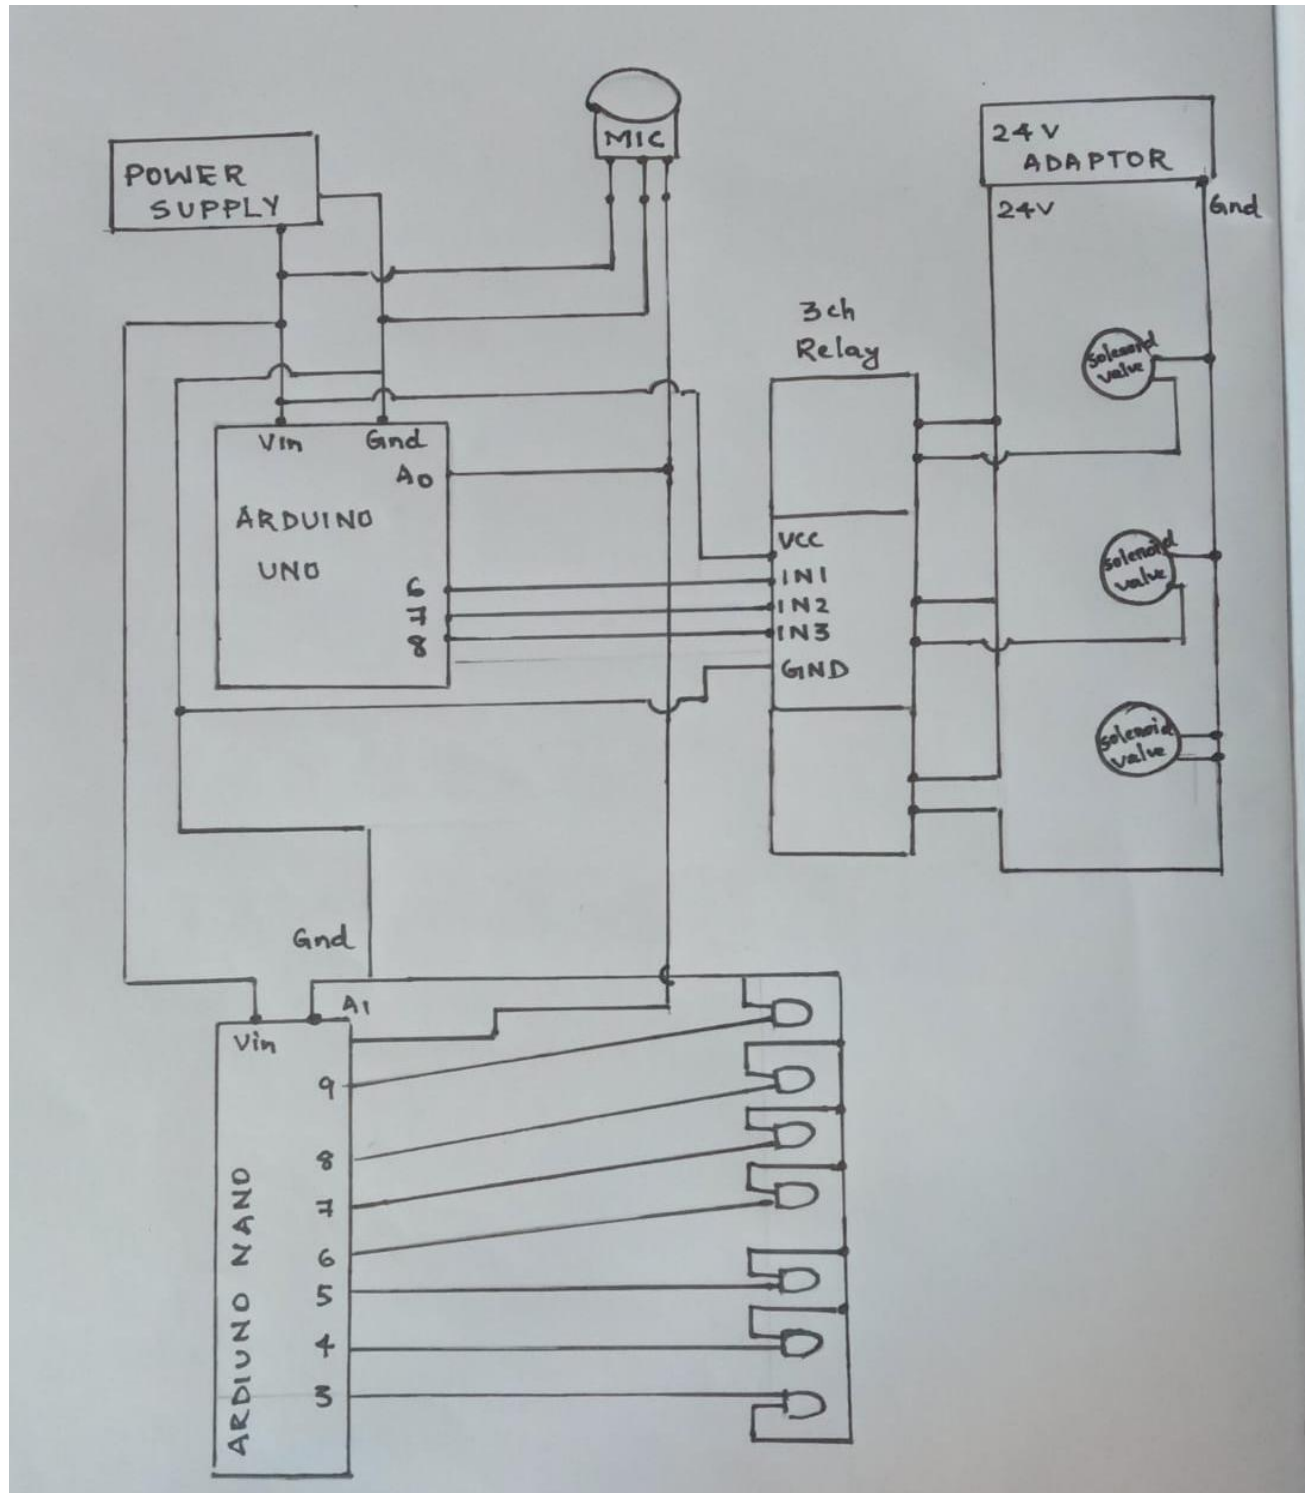 POWER
SUPPLY
MIC
24V
ADAPTOR
24V
Gnd
3ch
Relay
Solenoid
valve
Vin
Gnd
A0
ARDUINO
UNO
6
7
8
VCC
IN1
IN2
IN3
GND
Solenoid
valve
Solenoid
valve
Gnd
A1
Vin
9
8
7
6
5
4
3
ARDIUNO NANO